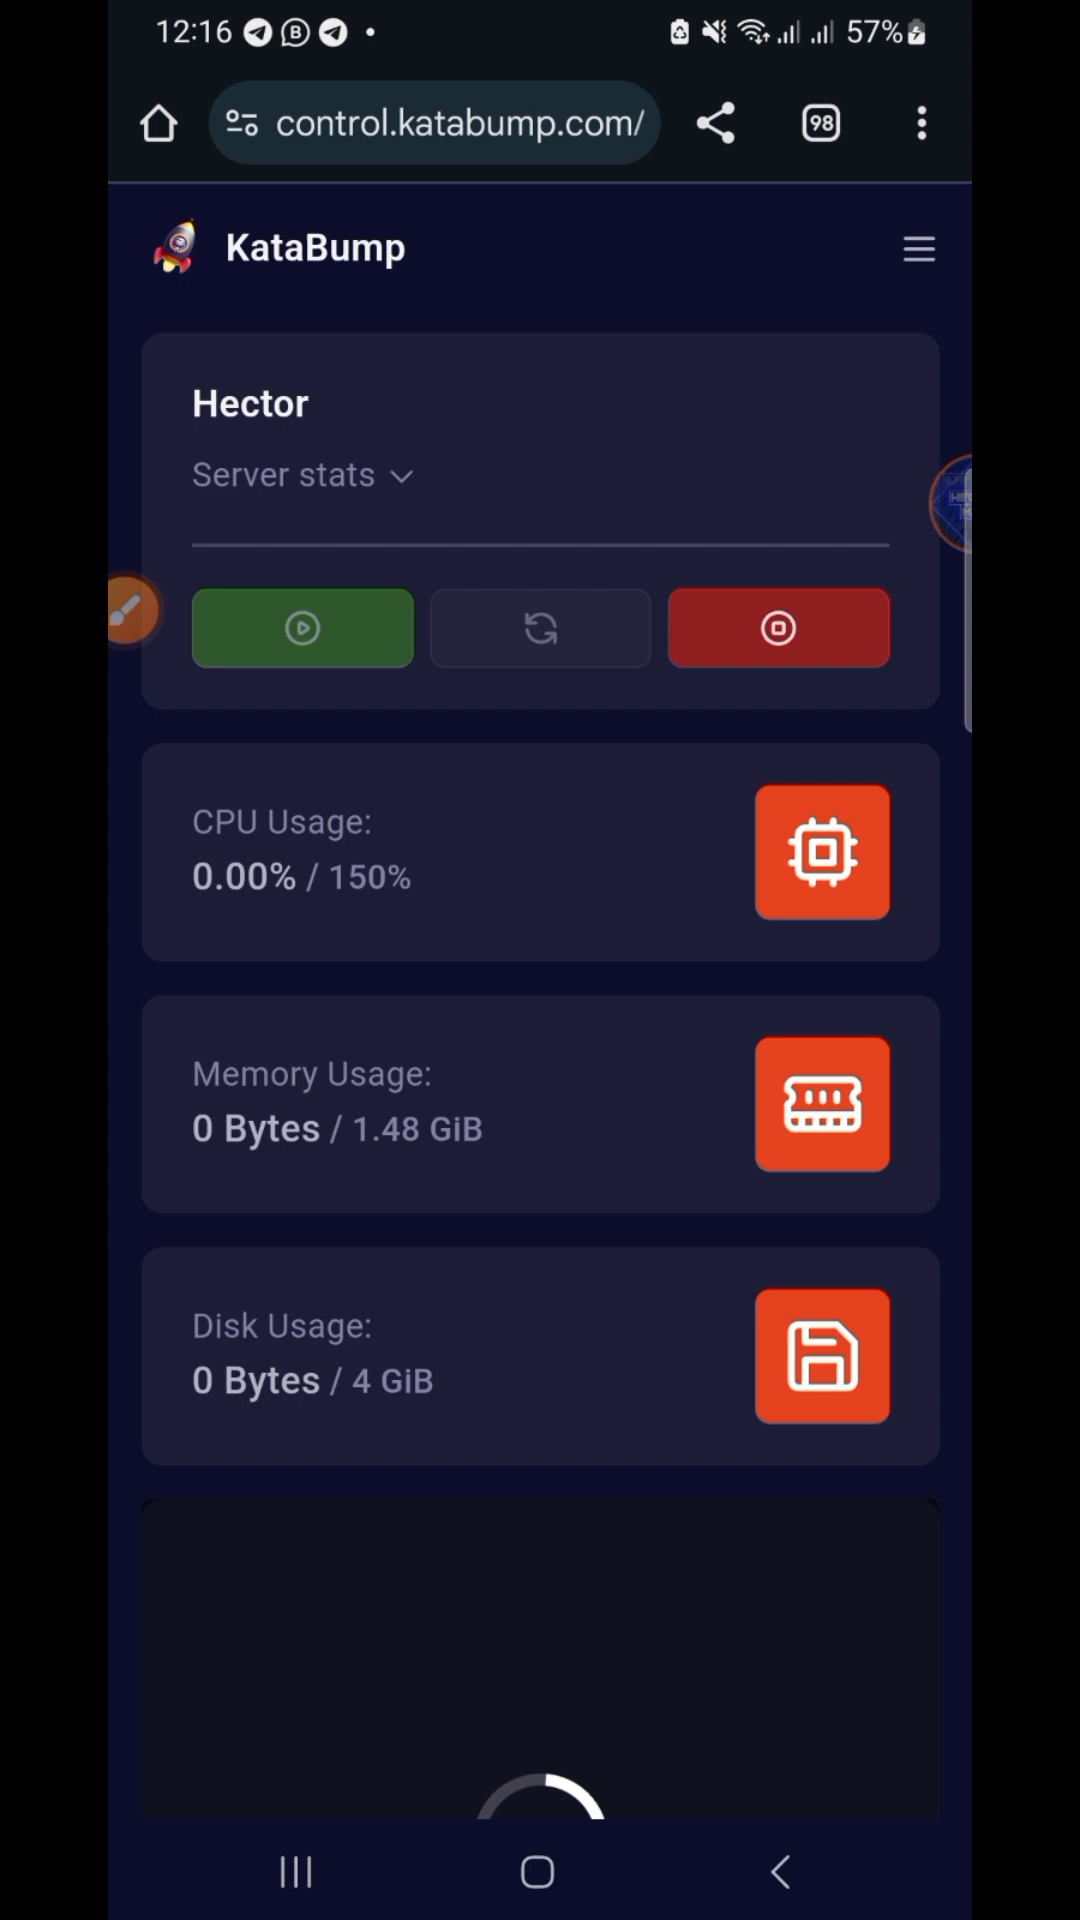 12:16 57%
control.katabump.com/ 98
KataBump
Hector
Server stats
CPU Usage:
0.00% / 150%
Memory Usage:
0 Bytes / 1.48 GiB
Disk Usage:
0 Bytes / 4 GiB